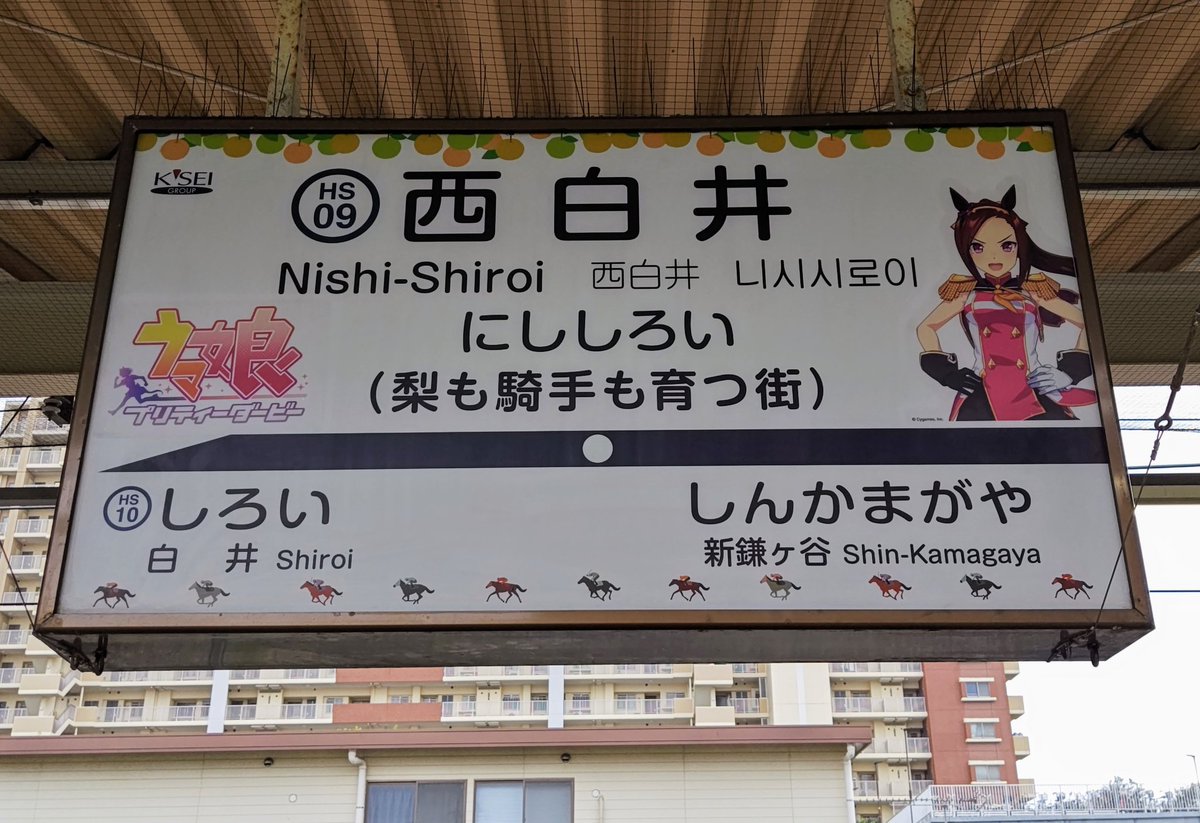 K'SEI
GROUP
HS
09
西白井
Nishi-Shiroi 西白井 니시시로이
にししろい
(梨も騎手も育つ街)
ウマ娘
プリティーダービー
© Cygames, Inc.
HS
10
しろい
白井 Shiroi
しんかまがや
新鎌ヶ谷 Shin-Kamagaya